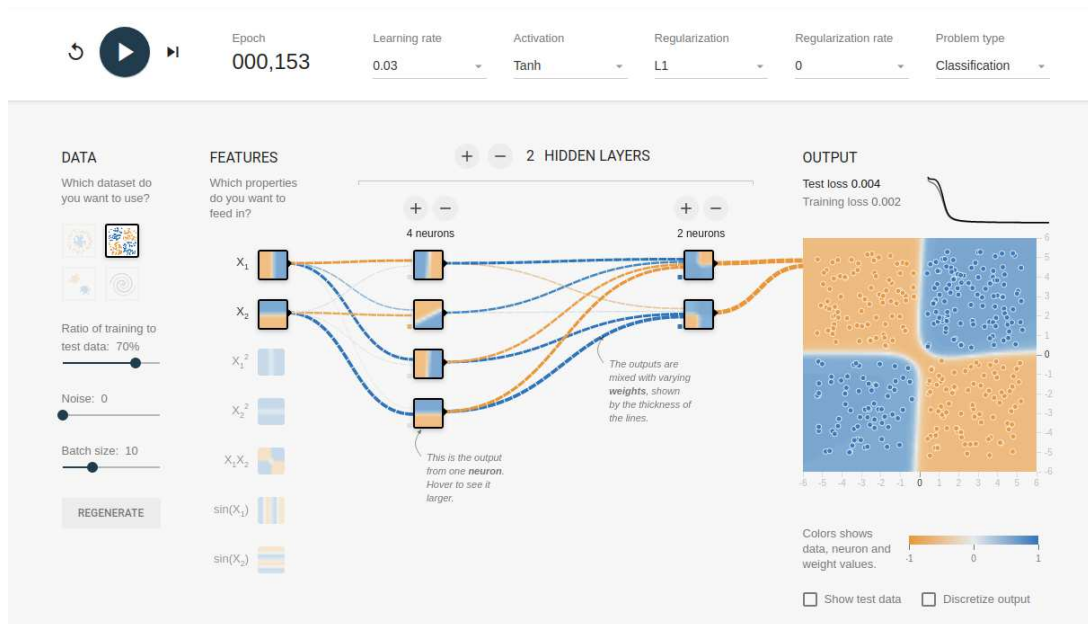 Epoch
000,153
Learning rate
0.03
Activation
Tanh
Regularization
L1
Regularization rate
0
Problem type
Classification
DATA
Which dataset do
you want to use?
Ratio of training to
test data: 70%
Noise: 0
Batch size: 10
REGENERATE
FEATURES
Which properties
do you want to
feed in?
X1
X2
X1²
X2²
X1X2
sin(X1)
sin(X2)
+ − 2 HIDDEN LAYERS
+ −
4 neurons
+ −
2 neurons
This is the output
from one neuron.
Hover to see it
larger.
The outputs are
mixed with varying
weights, shown
by the thickness of
the lines.
OUTPUT
Test loss 0.004
Training loss 0.002
6
5
4
3
2
1
0
-1
-2
-3
-4
-5
-6
-6 -5 -4 -3 -2 -1 0 1 2 3 4 5 6
Colors shows
data, neuron and
weight values.
-1 0 1
Show test data
Discretize output